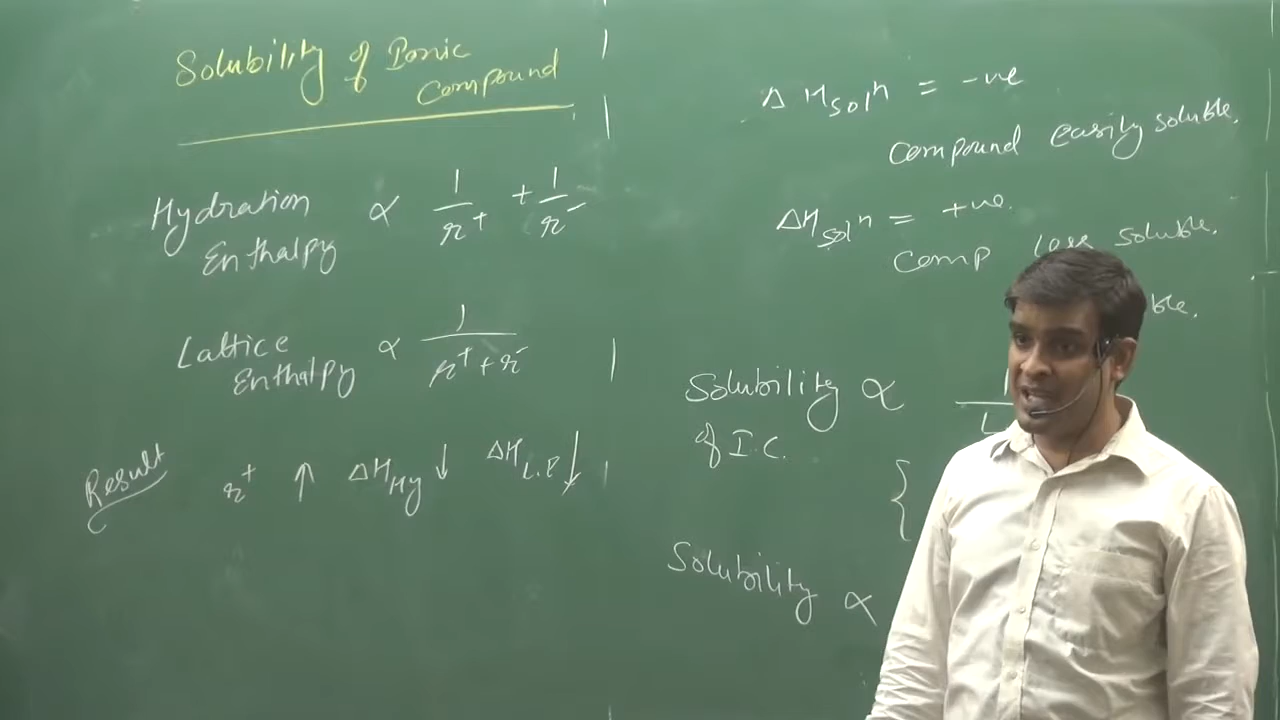 Solubility of Ionic
Compound
Hydration ∝ 1/r⁺ + 1/r⁻
Enthalpy
Lattice ∝ 1/(r⁺ + r⁻)
Enthalpy
Result r⁺ ↑ ΔH_Hy ↓ ΔH_L.E ↓
ΔH_solⁿ = -ve
Compound easily soluble.
ΔH_solⁿ = +ve.
Comp less soluble.
Solubility ∝
of I.C.
{
Solubility ∝